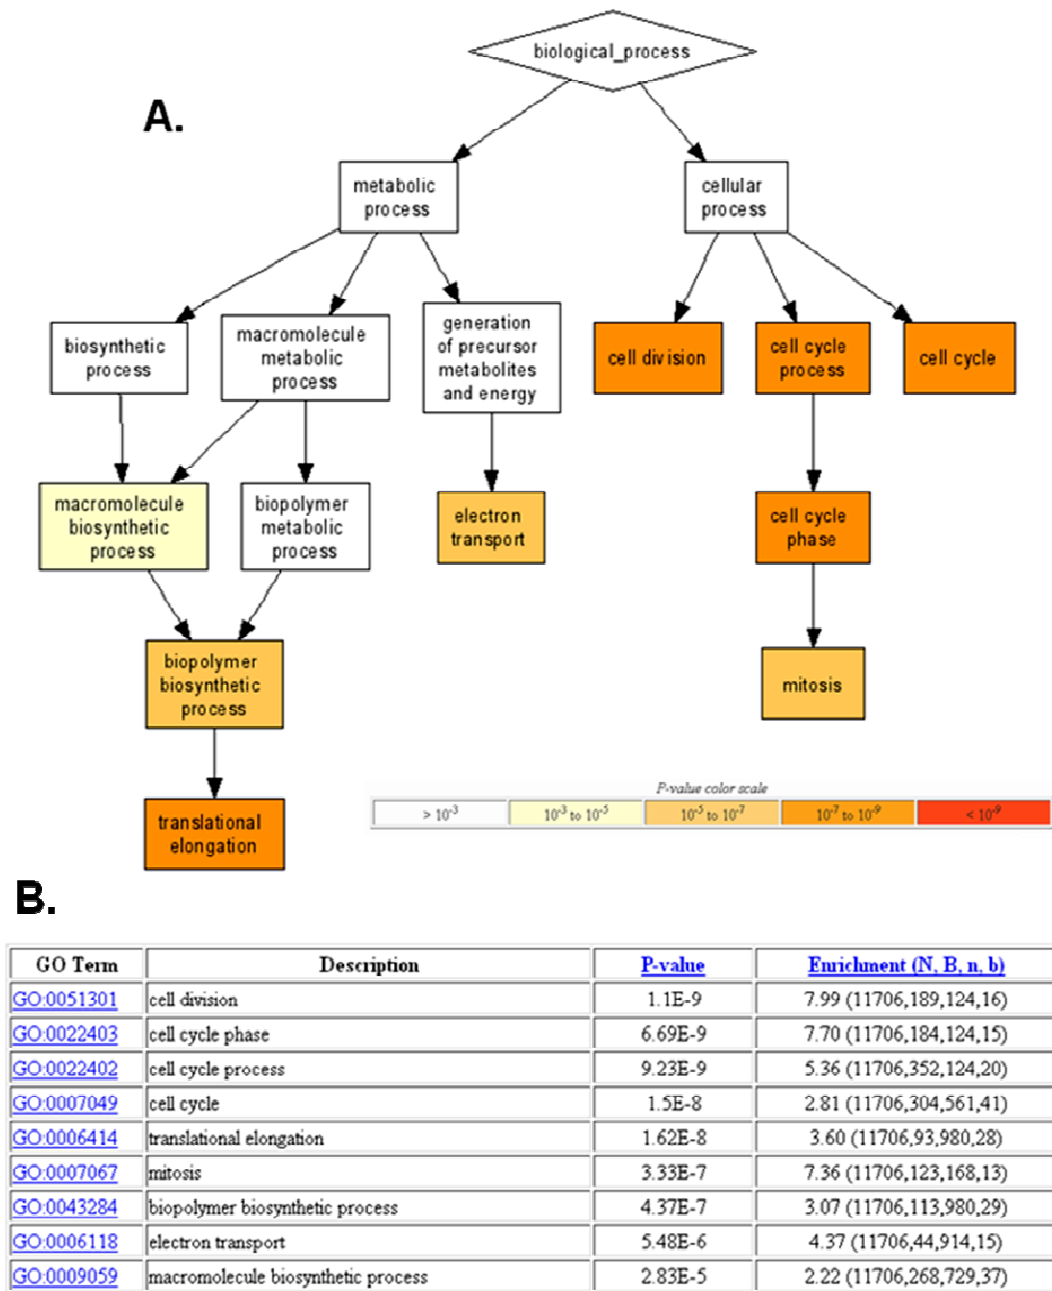 A.
biological_process
metabolic
process
cellular
process
biosynthetic
process
macromolecule
metabolic
process
generation
of precursor
metabolites
and energy
cell division
cell cycle
process
cell cycle
macromolecule
biosynthetic
process
biopolymer
metabolic
process
electron
transport
cell cycle
phase
biopolymer
biosynthetic
process
mitosis
translational
elongation
P-value color scale
> 10-3 10-3 to 10-5 10-5 to 10-7 10-7 to 10-9 < 10-9
B.
GO Term Description P-value Enrichment (N, B, n, b)
GO:0051301 cell division 1.1E-9 7.99 (11706,189,124,16)
GO:0022403 cell cycle phase 6.69E-9 7.70 (11706,184,124,15)
GO:0022402 cell cycle process 9.23E-9 5.36 (11706,352,124,20)
GO:0007049 cell cycle 1.5E-8 2.81 (11706,304,561,41)
GO:0006414 translational elongation 1.62E-8 3.60 (11706,93,980,28)
GO:0007067 mitosis 3.33E-7 7.36 (11706,123,168,13)
GO:0043284 biopolymer biosynthetic process 4.37E-7 3.07 (11706,113,980,29)
GO:0006118 electron transport 5.48E-6 4.37 (11706,44,914,15)
GO:0009059 macromolecule biosynthetic process 2.83E-5 2.22 (11706,268,729,37)